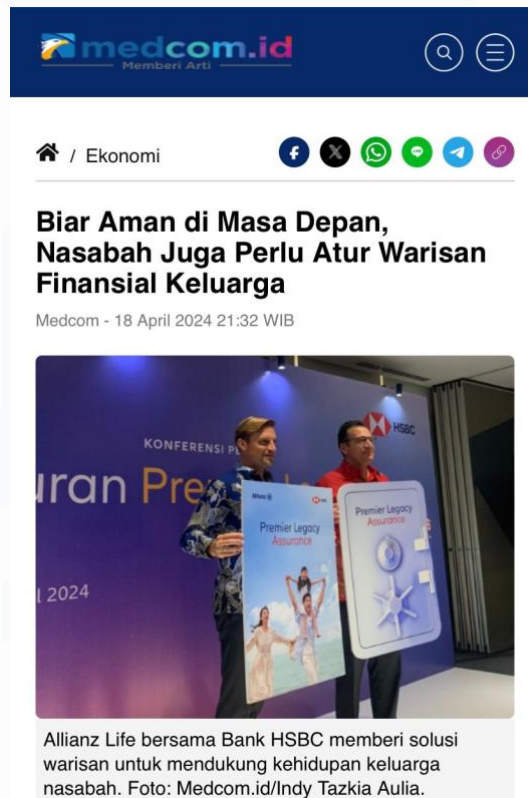 medcom.id
Memberi Arti
/ Ekonomi
Biar Aman di Masa Depan,
Nasabah Juga Perlu Atur Warisan
Finansial Keluarga
Medcom - 18 April 2024 21:32 WIB
HSBC
KONFERENSI PE
uran Pre
l 2024
Allianz
Premier Legacy
Assurance
Premier Legacy
Assurance
Allianz Life bersama Bank HSBC memberi solusi
warisan untuk mendukung kehidupan keluarga
nasabah. Foto: Medcom.id/Indy Tazkia Aulia.